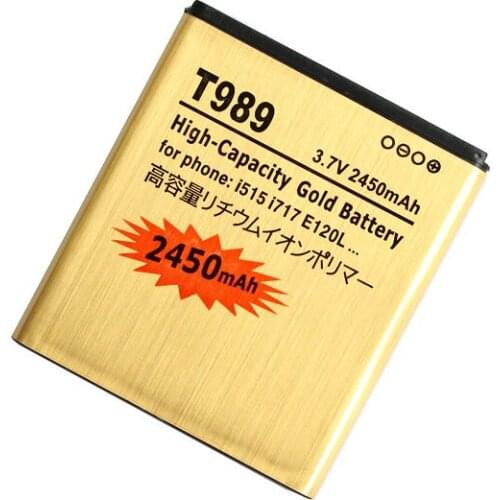 T989
3.7V 2450mAh
High-Capacity Gold Battery
for phone: i515 i717 E120L...
高容量リチウムイオンポリマー
2450mAh